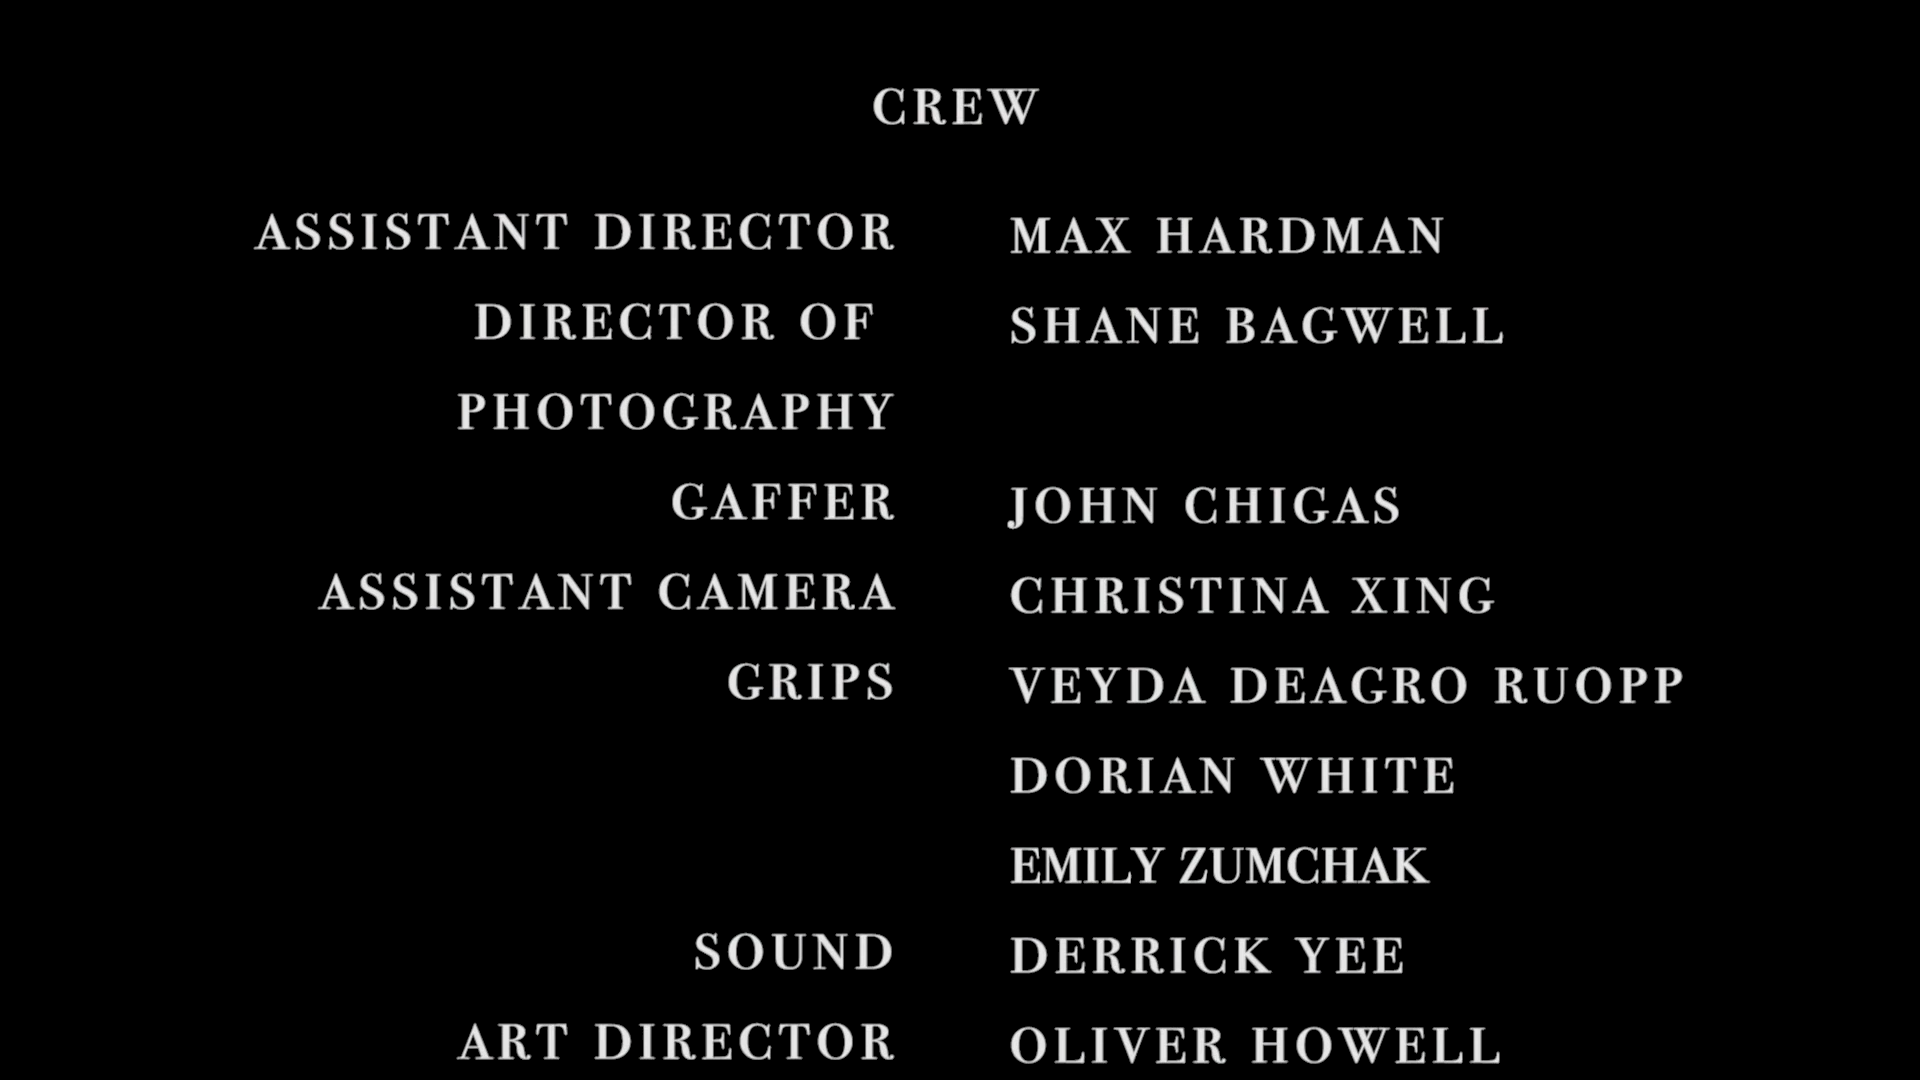 CREW
ASSISTANT DIRECTOR MAX HARDMAN
DIRECTOR OF SHANE BAGWELL
PHOTOGRAPHY
GAFFER JOHN CHIGAS
ASSISTANT CAMERA CHRISTINA XING
GRIPS VEYDA DEAGRO RUOPP
DORIAN WHITE
EMILY ZUMCHAK
SOUND DERRICK YEE
ART DIRECTOR OLIVER HOWELL